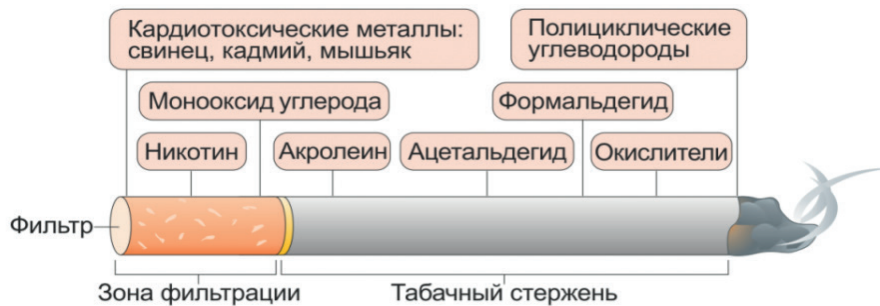 Кардиотоксические металлы:
свинец, кадмий, мышьяк
Полициклические
углеводороды
Монооксид углерода
Формальдегид
Никотин
Акролеин
Ацетальдегид
Окислители
Фильтр
Зона фильтрации
Табачный стержень